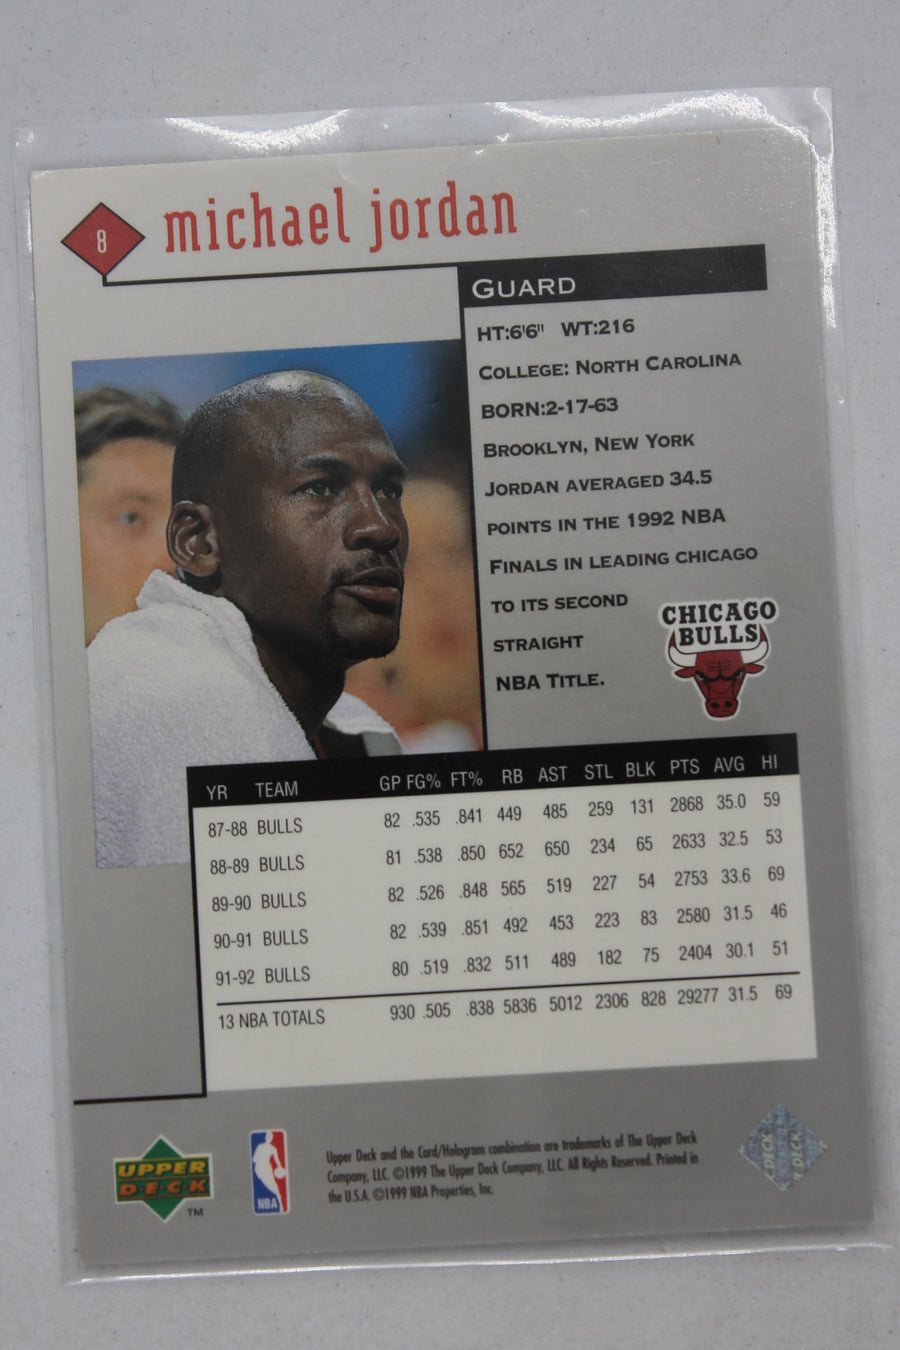 8
michael jordan
GUARD
HT:6'6" WT:216
COLLEGE: NORTH CAROLINA
BORN:2-17-63
BROOKLYN, NEW YORK
JORDAN AVERAGED 34.5
POINTS IN THE 1992 NBA
FINALS IN LEADING CHICAGO
TO ITS SECOND
STRAIGHT
NBA TITLE.
CHICAGO
BULLS
YR TEAM GP FG% FT% RB AST STL BLK PTS AVG HI
87-88 BULLS 82 .535 .841 449 485 259 131 2868 35.0 59
88-89 BULLS 81 .538 .850 652 650 234 65 2633 32.5 53
89-90 BULLS 82 .526 .848 565 519 227 54 2753 33.6 69
90-91 BULLS 82 .539 .851 492 453 223 83 2580 31.5 46
91-92 BULLS 80 .519 .832 511 489 182 75 2404 30.1 51
13 NBA TOTALS 930 .505 .838 5836 5012 2306 828 29277 31.5 69
UPPER
DECK
TM
NBA
Upper Deck and the Card/Hologram combination are trademarks of The Upper Deck
Company, LLC. ©1999 The Upper Deck Company, LLC. All Rights Reserved. Printed in
the U.S.A. ©1999 NBA Properties, Inc.
DECK
DECK